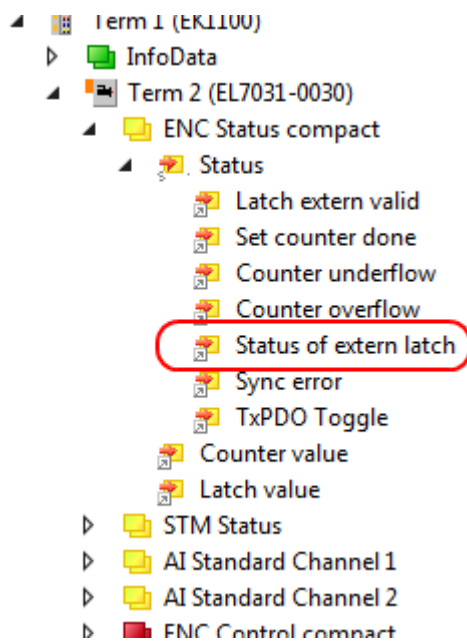 Term 1 (EK1100)
InfoData
Term 2 (EL7031-0030)
ENC Status compact
Status
Latch extern valid
Set counter done
Counter underflow
Counter overflow
Status of extern latch
Sync error
TxPDO Toggle
Counter value
Latch value
STM Status
AI Standard Channel 1
AI Standard Channel 2
ENC Control compact